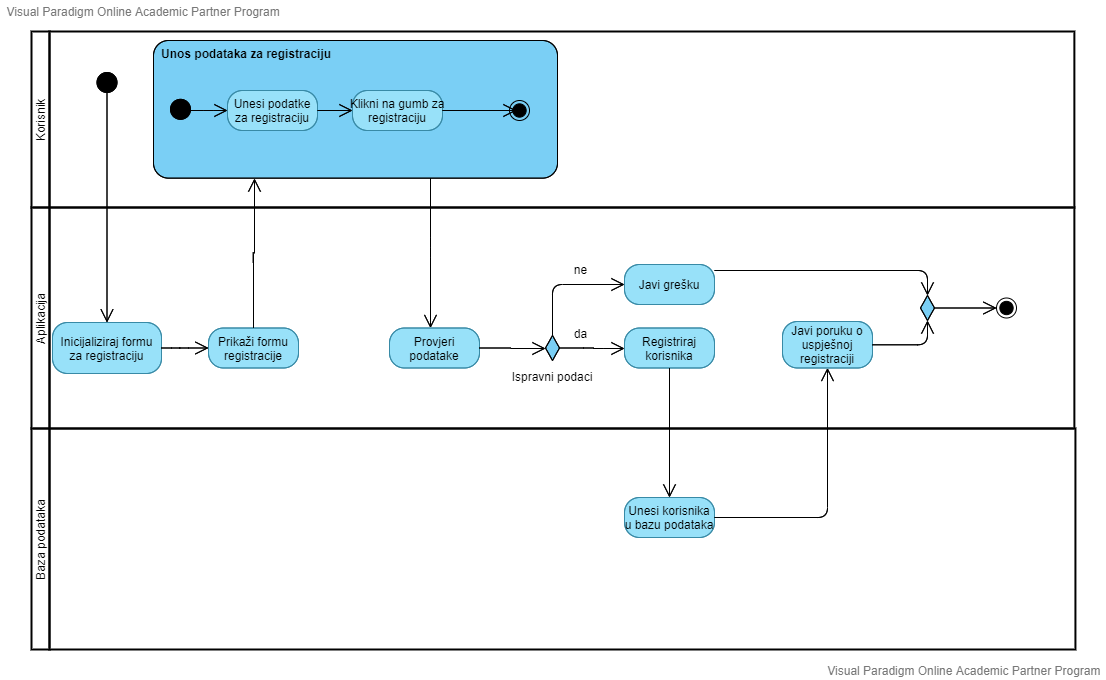 Visual Paradigm Online Academic Partner Program
Korisnik
Unos podataka za registraciju
Unesi podatke
za registraciju
Klikni na gumb za
registraciju
Aplikacija
Inicijaliziraj formu
za registraciju
Prikaži formu
registracije
Provjeri
podatake
Ispravni podaci
ne
Javi grešku
da
Registriraj
korisnika
Javi poruku o
uspješnoj
registraciji
Baza podataka
Unesi korisnika
u bazu podataka
Visual Paradigm Online Academic Partner Program